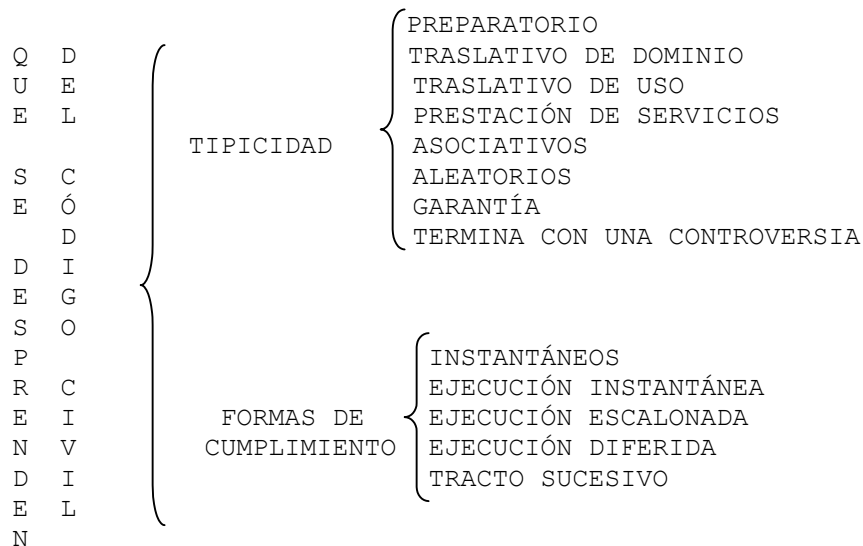 QUE SE DESPRENDEN
DEL CÓDIGO CIVIL
TIPICIDAD
PREPARATORIO
TRASLATIVO DE DOMINIO
TRASLATIVO DE USO
PRESTACIÓN DE SERVICIOS
ASOCIATIVOS
ALEATORIOS
GARANTÍA
TERMINA CON UNA CONTROVERSIA
FORMAS DE
CUMPLIMIENTO
INSTANTÁNEOS
EJECUCIÓN INSTANTÁNEA
EJECUCIÓN ESCALONADA
EJECUCIÓN DIFERIDA
TRACTO SUCESIVO